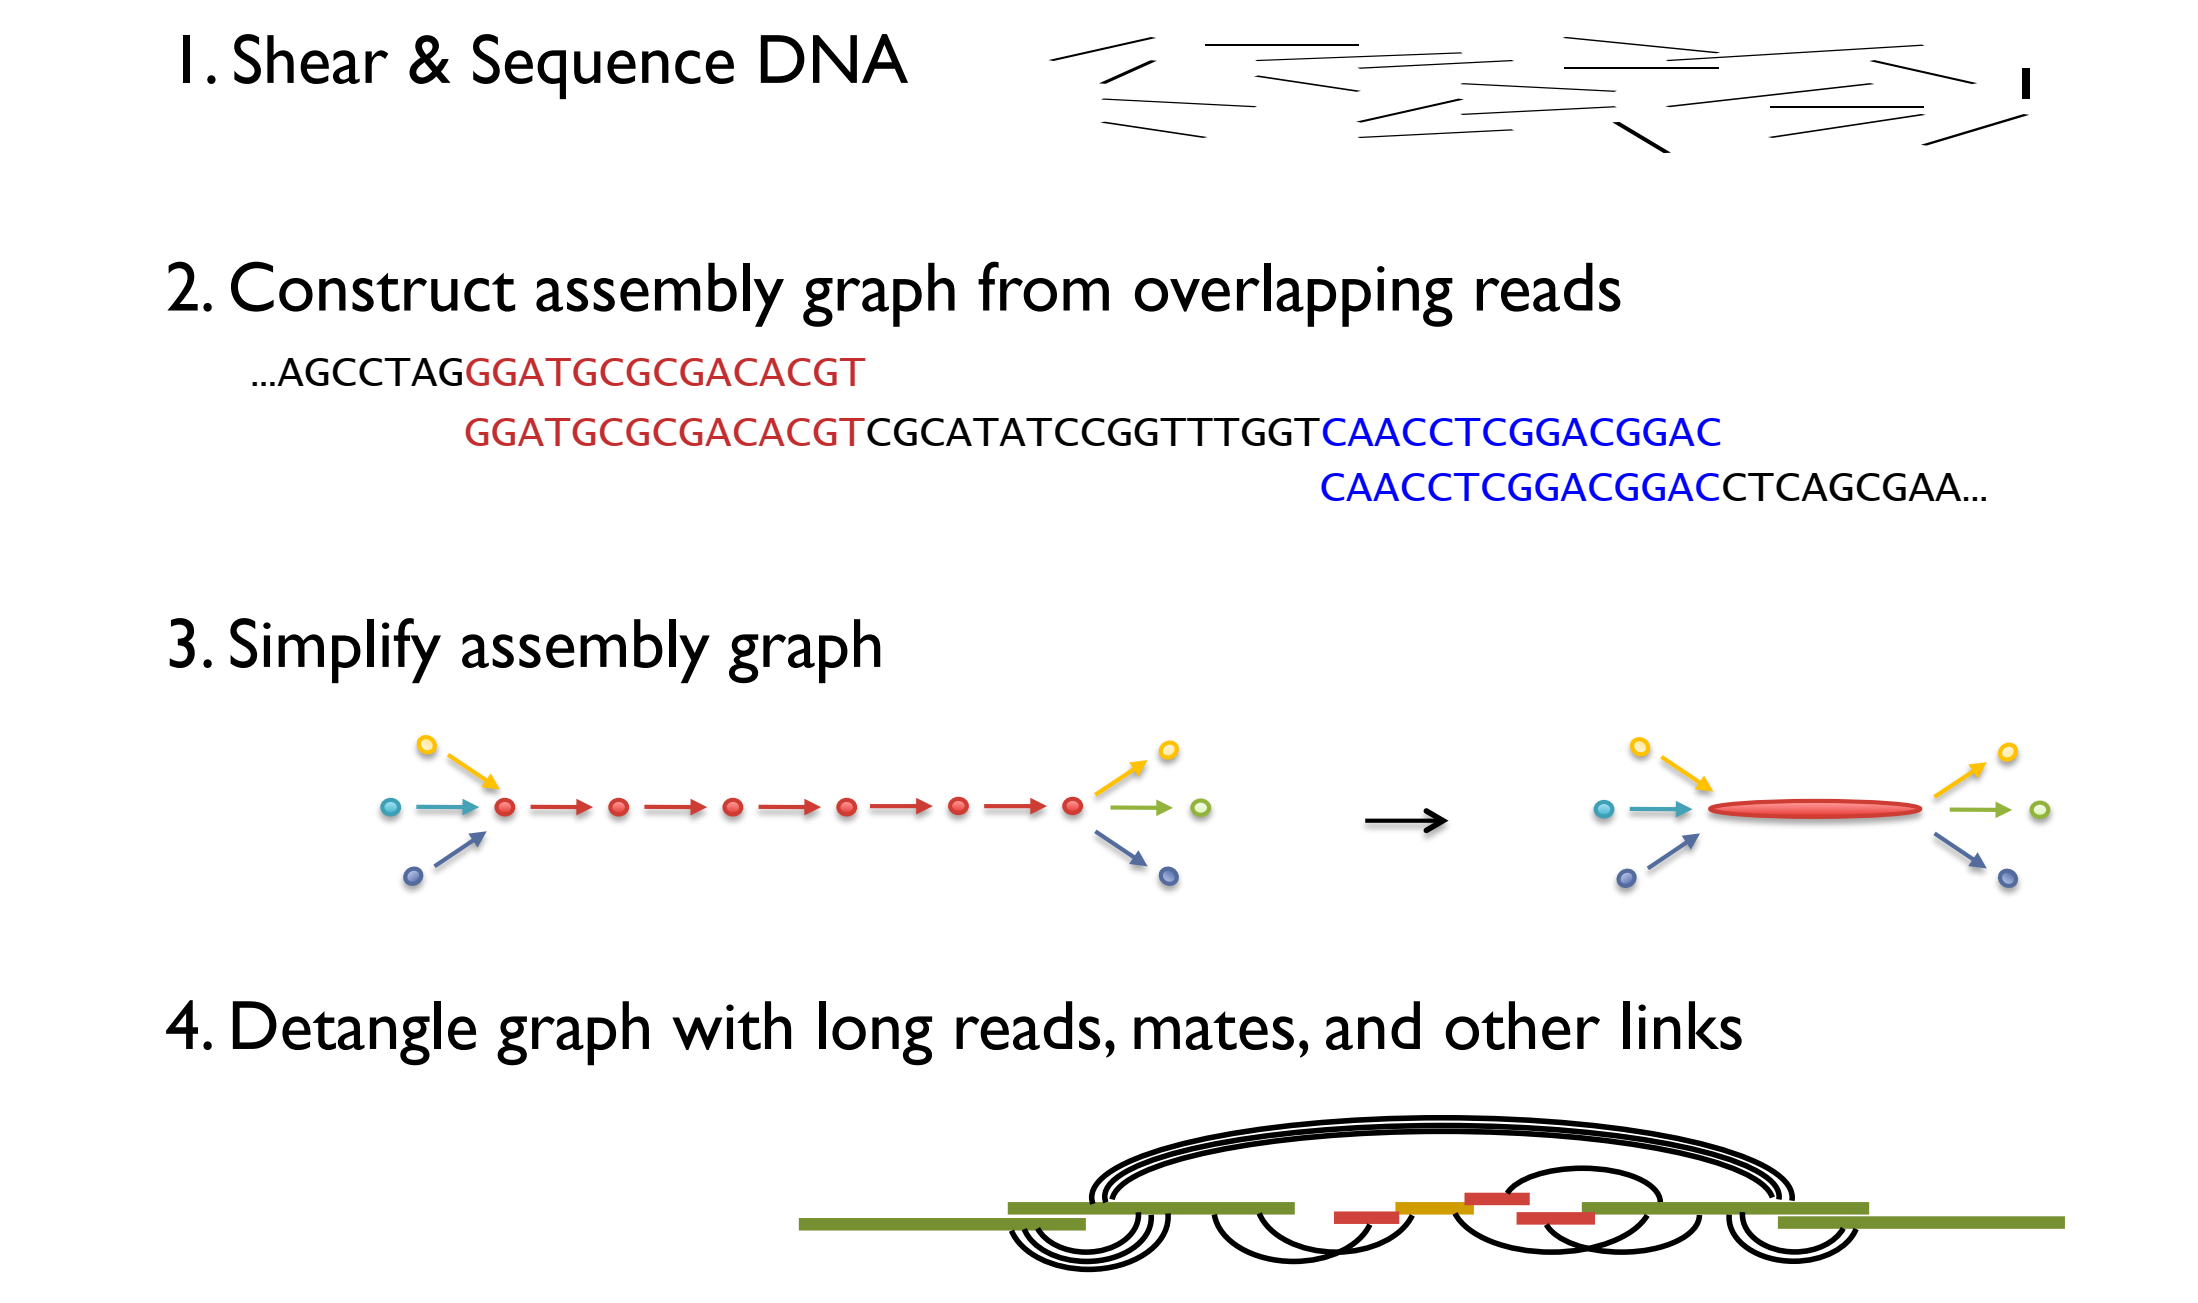 1. Shear & Sequence DNA
2. Construct assembly graph from overlapping reads
...AGCCTAGGGATGCGCGACACGT
GGATGCGCGACACGTCGCATATCCGGTTTGGTCAACCTCGGACGGAC
CAACCTCGGACGGACCTCAGCGAA...
3. Simplify assembly graph
4. Detangle graph with long reads, mates, and other links